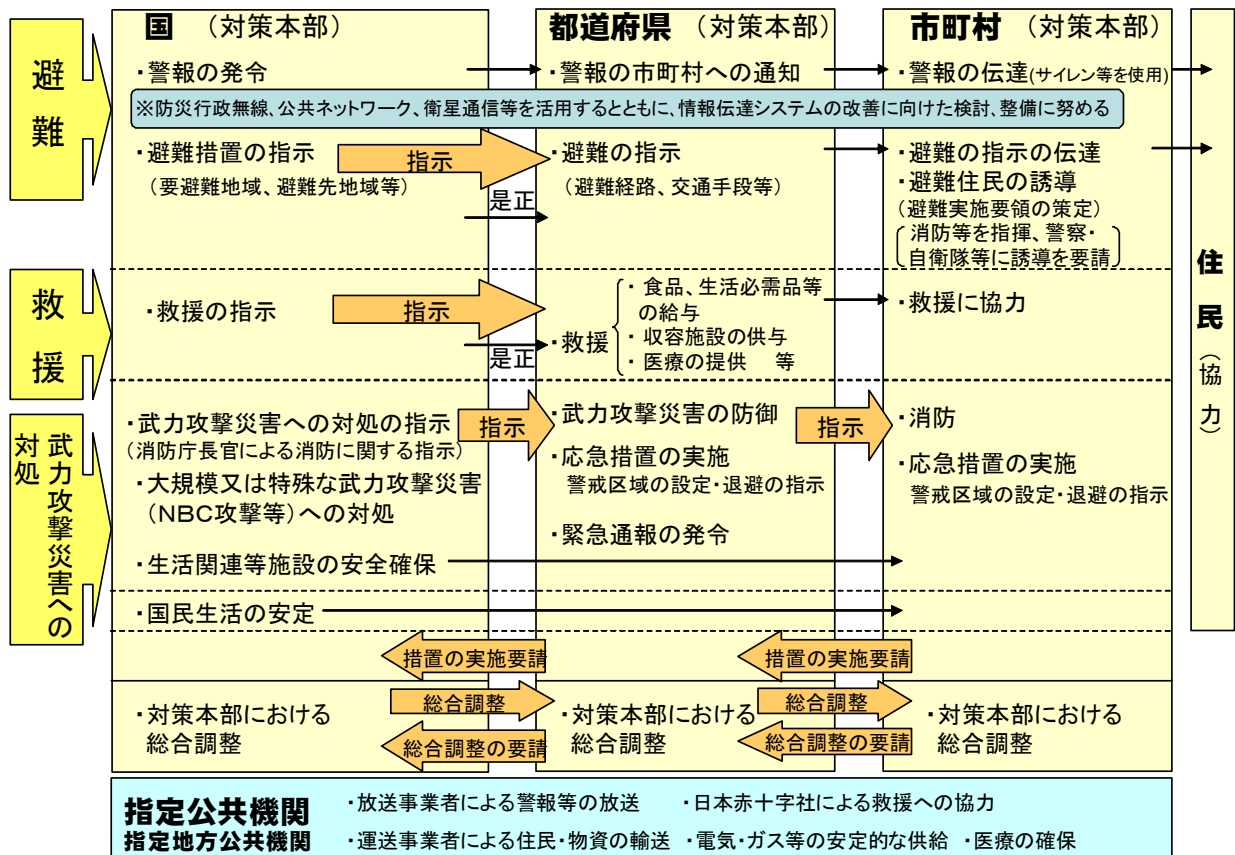 避難
救援
武力攻撃災害への
対処
国 （対策本部）
・警報の発令
都道府県 （対策本部）
・警報の市町村への通知
市町村 （対策本部）
・警報の伝達(サイレン等を使用)
※防災行政無線、公共ネットワーク、衛星通信等を活用するとともに、情報伝達システムの改善に向けた検討、整備に努める
・避難措置の指示
（要避難地域、避難先地域等）
指示
是正
・避難の指示
（避難経路、交通手段等）
・避難の指示の伝達
・避難住民の誘導
（避難実施要領の策定）
消防等を指揮、警察・
自衛隊等に誘導を要請
・救援の指示
指示
是正
・救援
・ 食品、生活必需品等
の給与
・ 収容施設の供与
・ 医療の提供 等
・救援に協力
・武力攻撃災害への対処の指示
（消防庁長官による消防に関する指示）
・大規模又は特殊な武力攻撃災害
（NBC攻撃等）への対処
指示
・武力攻撃災害の防御
・応急措置の実施
警戒区域の設定・退避の指示
・緊急通報の発令
指示
・消防
・応急措置の実施
警戒区域の設定・退避の指示
・生活関連等施設の安全確保
・国民生活の安定
措置の実施要請
措置の実施要請
・対策本部における
総合調整
総合調整
総合調整の要請
・対策本部における
総合調整
総合調整
総合調整の要請
・対策本部における
総合調整
住民（協力）
指定公共機関
指定地方公共機関
・放送事業者による警報等の放送 ・日本赤十字社による救援への協力
・運送事業者による住民・物資の輸送 ・電気・ガス等の安定的な供給 ・医療の確保